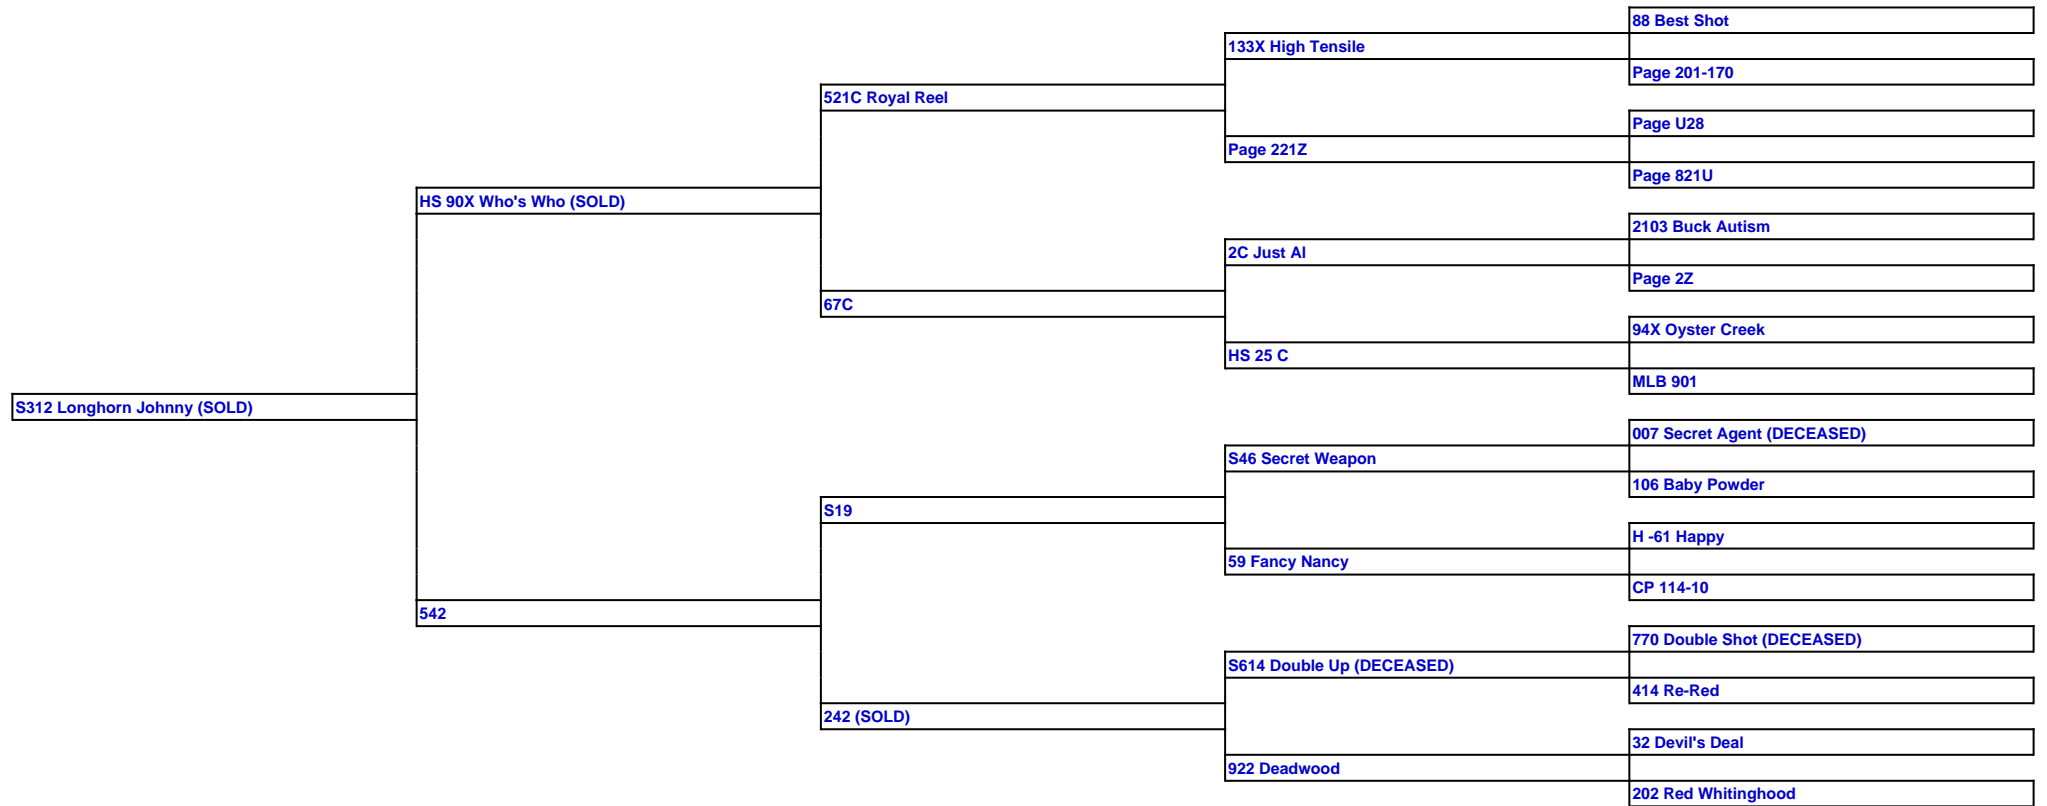 88 Best Shot
133X High Tensile
Page 201-170
521C Royal Reel
Page U28
Page 221Z
Page 821U
HS 90X Who's Who (SOLD)
2103 Buck Autism
2C Just AI
Page 2Z
67C
94X Oyster Creek
HS 25 C
MLB 901
S312 Longhorn Johnny (SOLD)
007 Secret Agent (DECEASED)
S46 Secret Weapon
106 Baby Powder
S19
H -61 Happy
59 Fancy Nancy
CP 114-10
542
770 Double Shot (DECEASED)
S614 Double Up (DECEASED)
414 Re-Red
242 (SOLD)
32 Devil's Deal
922 Deadwood
202 Red Whitinghood